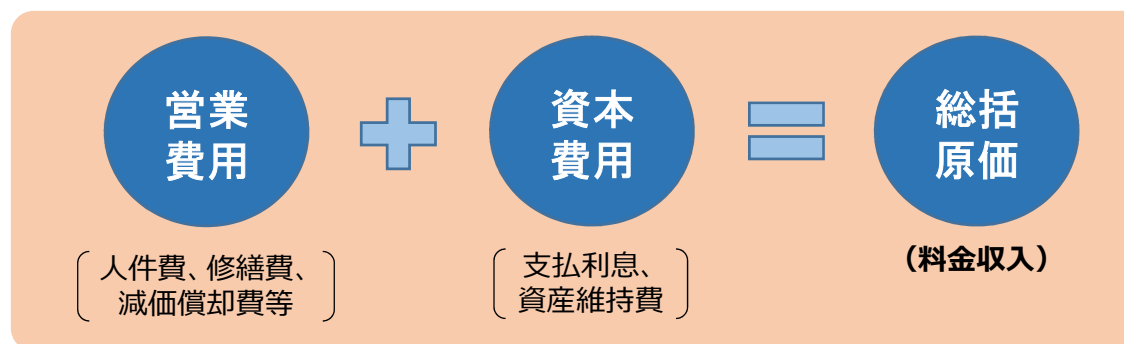 営業
費用
資本
費用
総括
原価
人件費、修繕費、
減価償却費等
支払利息、
資産維持費
（料金収入）